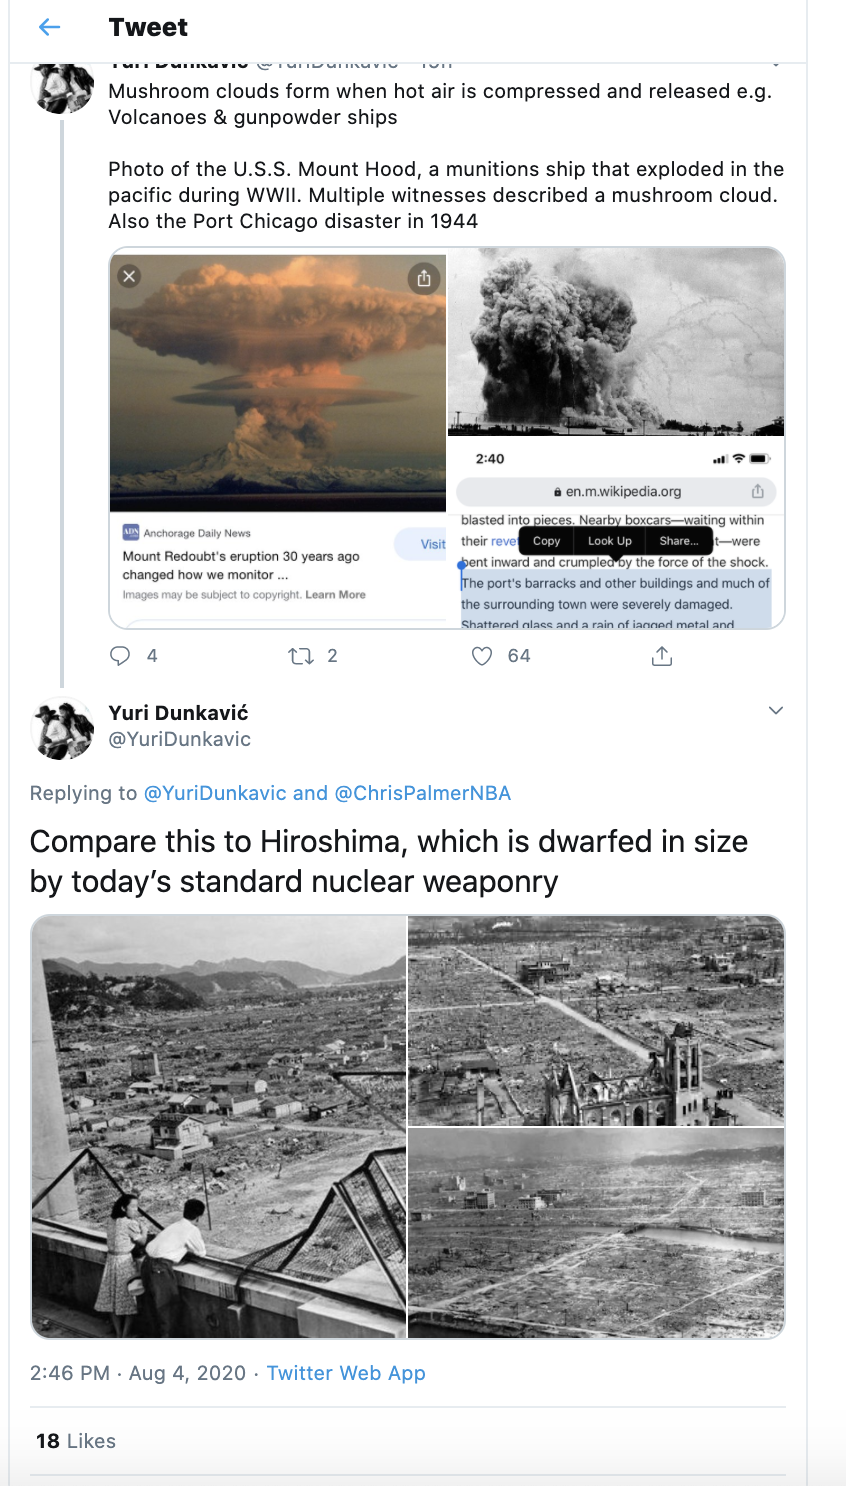 Tweet
Yuri Dunkavić @YuriDunkavic · 15h
Mushroom clouds form when hot air is compressed and released e.g.
Volcanoes & gunpowder ships
Photo of the U.S.S. Mount Hood, a munitions ship that exploded in the
pacific during WWII. Multiple witnesses described a mushroom cloud.
Also the Port Chicago disaster in 1944
ADN Anchorage Daily News
Mount Redoubt's eruption 30 years ago
changed how we monitor ...
Images may be subject to copyright. Learn More
Visit
2:40
en.m.wikipedia.org
blasted into pieces. Nearby boxcars—waiting within
their reve Copy Look Up Share... t—were
bent inward and crumpled by the force of the shock.
The port's barracks and other buildings and much of
the surrounding town were severely damaged.
Shattered glass and a rain of jagged metal and
4 2 64
Yuri Dunkavić
@YuriDunkavic
Replying to @YuriDunkavic and @ChrisPalmerNBA
Compare this to Hiroshima, which is dwarfed in size
by today's standard nuclear weaponry
2:46 PM · Aug 4, 2020 · Twitter Web App
18 Likes